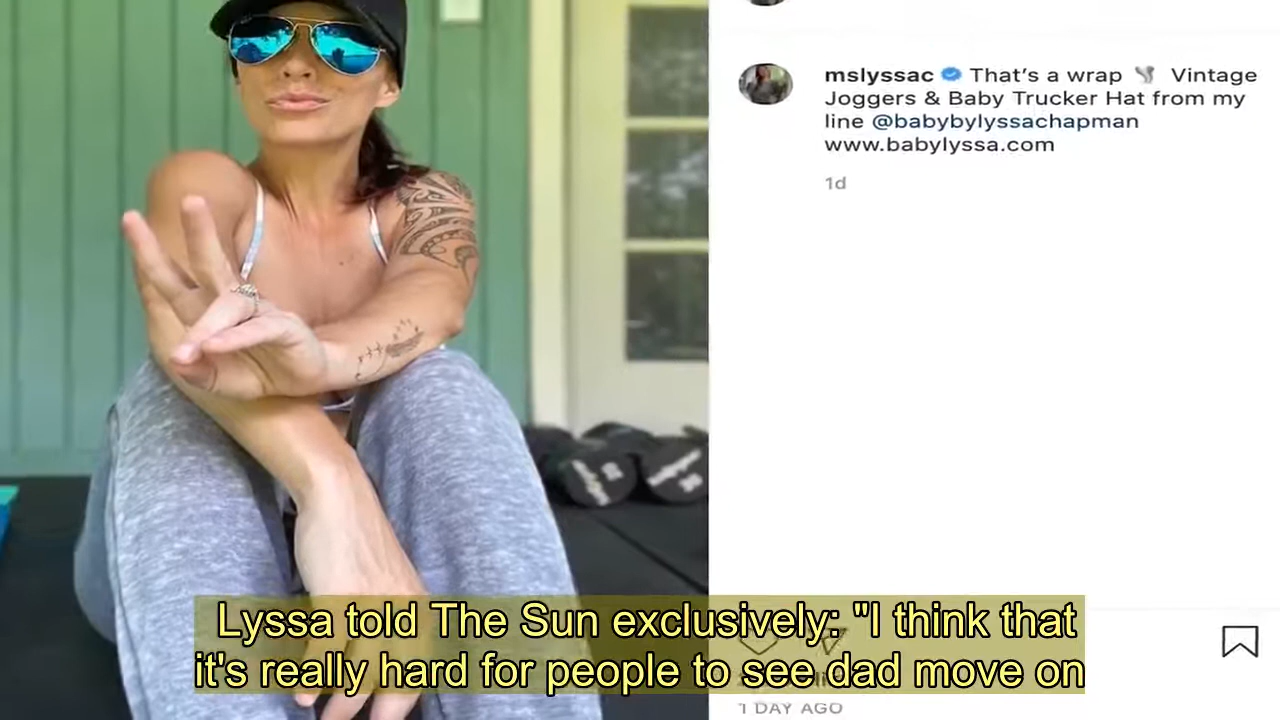 mslyssac That's a wrap Vintage
Joggers & Baby Trucker Hat from my
line @babybylyssachapman
www.babylyssa.com
1d
Lyssa told The Sun exclusively: "I think that
it's really hard for people to see dad move on
1 DAY AGO